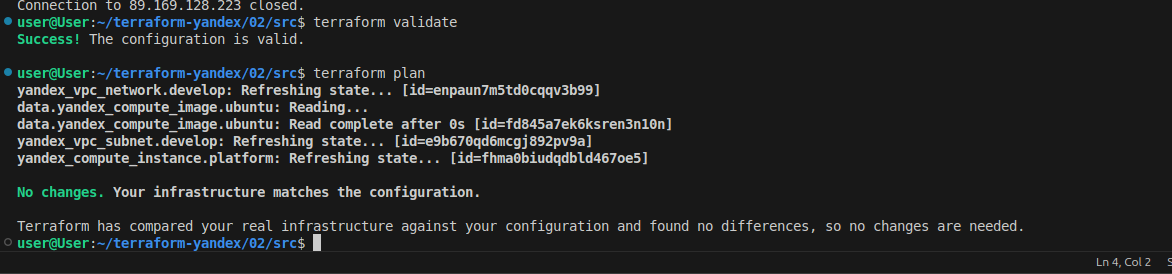 Connection to 89.169.128.223 closed.
user@User:~/terraform-yandex/02/src$ terraform validate
Success! The configuration is valid.
user@User:~/terraform-yandex/02/src$ terraform plan
yandex_vpc_network.develop: Refreshing state... [id=enpaun7m5td0cqqv3b99]
data.yandex_compute_image.ubuntu: Reading...
data.yandex_compute_image.ubuntu: Read complete after 0s [id=fd845a7ek6ksren3n10n]
yandex_vpc_subnet.develop: Refreshing state... [id=e9b670qd6mcgj892pv9a]
yandex_compute_instance.platform: Refreshing state... [id=fhma0biudqdbld467oe5]
No changes. Your infrastructure matches the configuration.
Terraform has compared your real infrastructure against your configuration and found no differences, so no changes are needed.
user@User:~/terraform-yandex/02/src$
Ln 4, Col 2